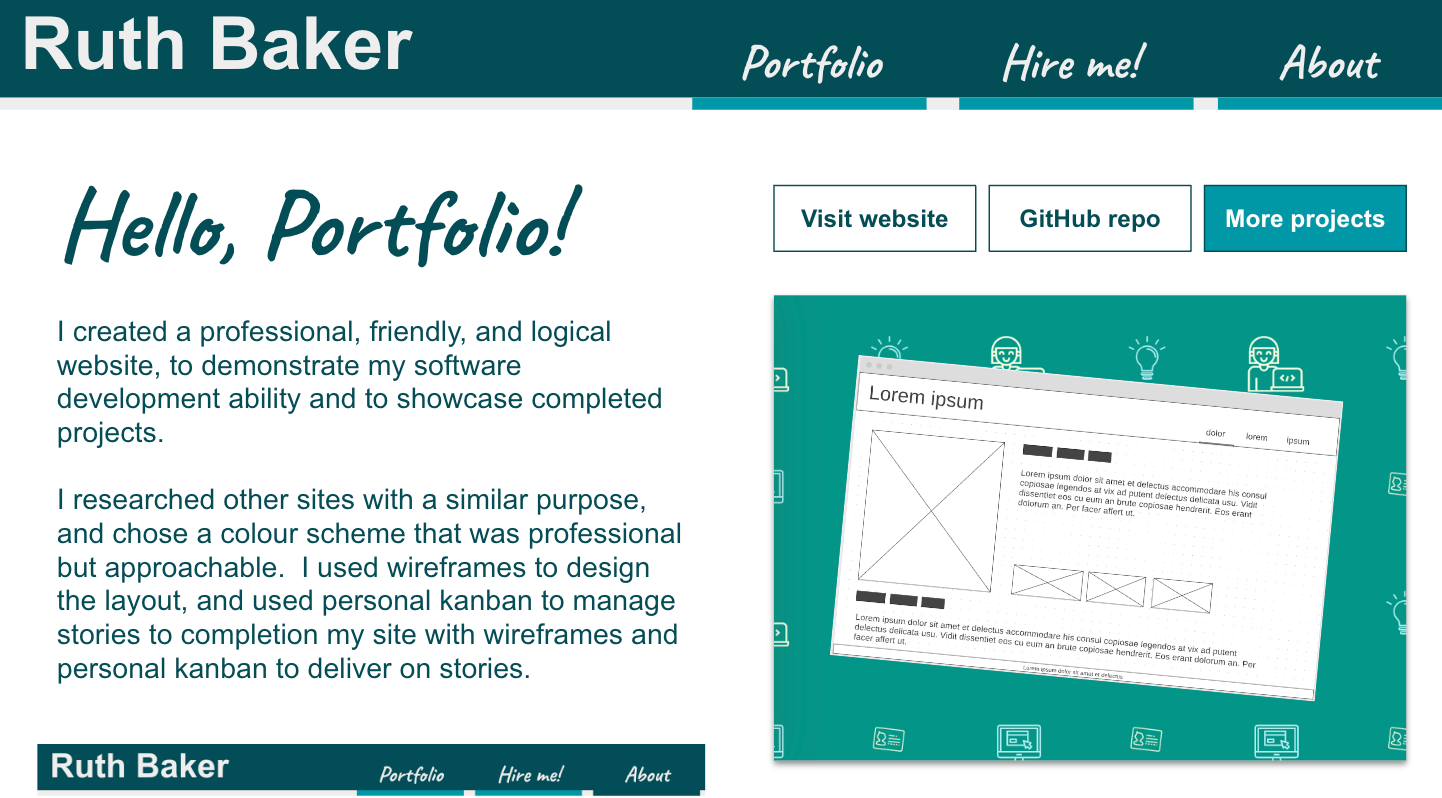 Ruth Baker
Portfolio
Hire me!
About
Hello, Portfolio!
I created a professional, friendly, and logical
website, to demonstrate my software
development ability and to showcase completed
projects.
I researched other sites with a similar purpose,
and chose a colour scheme that was professional
but approachable.  I used wireframes to design
the layout, and used personal kanban to manage
stories to completion my site with wireframes and
personal kanban to deliver on stories.
Visit website
GitHub repo
More projects
Lorem ipsum
dolor
lorem
ipsum
Lorem ipsum dolor sit amet et delectus accommodare his consul
copiosae legendos at vix ad putent delectus delicata usu. Vidit
dissentiet eos cu eum an brute copiosae hendrerit. Eos erant
dolorum an. Per facer affert ut.
Lorem ipsum dolor sit amet et delectus accommodare his consul copiosae legendos at vix ad putent
delectus delicata usu. Vidit dissentiet eos cu eum an brute copiosae hendrerit. Eos erant dolorum an. Per
facer affert ut.
Lorem ipsum dolor sit amet et delectus
</>
</>
Ruth Baker
Portfolio
Hire me!
About